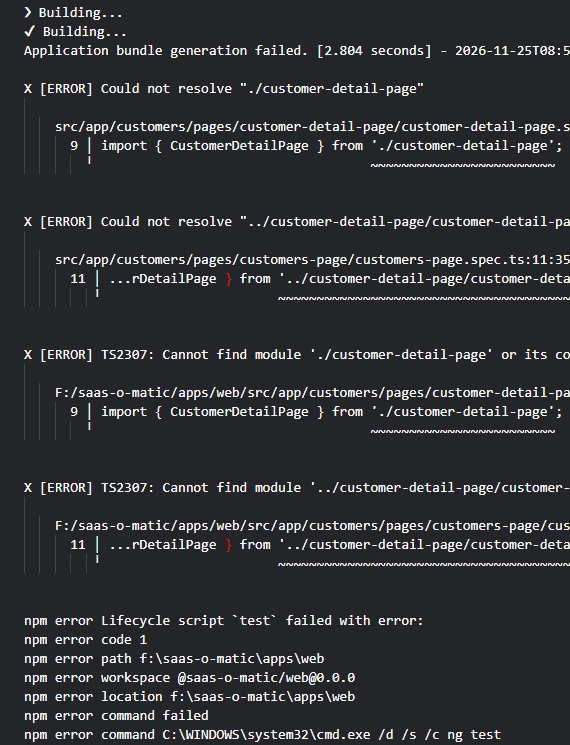 ❯ Building...
✔ Building...
Application bundle generation failed. [2.804 seconds] - 2026-11-25T08:5
X [ERROR] Could not resolve "./customer-detail-page"
src/app/customers/pages/customer-detail-page/customer-detail-page.s
9 │ import { CustomerDetailPage } from './customer-detail-page';
╵ ~~~~~~~~~~~~~~~~~~~~~~~~
X [ERROR] Could not resolve "../customer-detail-page/customer-detail-pa
src/app/customers/pages/customers-page/customers-page.spec.ts:11:35
11 │ ...rDetailPage } from '../customer-detail-page/customer-deta
╵ ~~~~~~~~~~~~~~~~~~~~~~~~~~~~~~~~~~~~~~
X [ERROR] TS2307: Cannot find module './customer-detail-page' or its co
F:/saas-o-matic/apps/web/src/app/customers/pages/customer-detail-pa
9 │ import { CustomerDetailPage } from './customer-detail-page';
╵ ~~~~~~~~~~~~~~~~~~~~~~~~
X [ERROR] TS2307: Cannot find module '../customer-detail-page/customer-
F:/saas-o-matic/apps/web/src/app/customers/pages/customers-page/cus
11 │ ...rDetailPage } from '../customer-detail-page/customer-deta
╵ ~~~~~~~~~~~~~~~~~~~~~~~~~~~~~~~~~~~~~~
npm error Lifecycle script `test` failed with error:
npm error code 1
npm error path f:\saas-o-matic\apps\web
npm error workspace @saas-o-matic/web@0.0.0
npm error location f:\saas-o-matic\apps\web
npm error command failed
npm error command C:\WINDOWS\system32\cmd.exe /d /s /c ng test